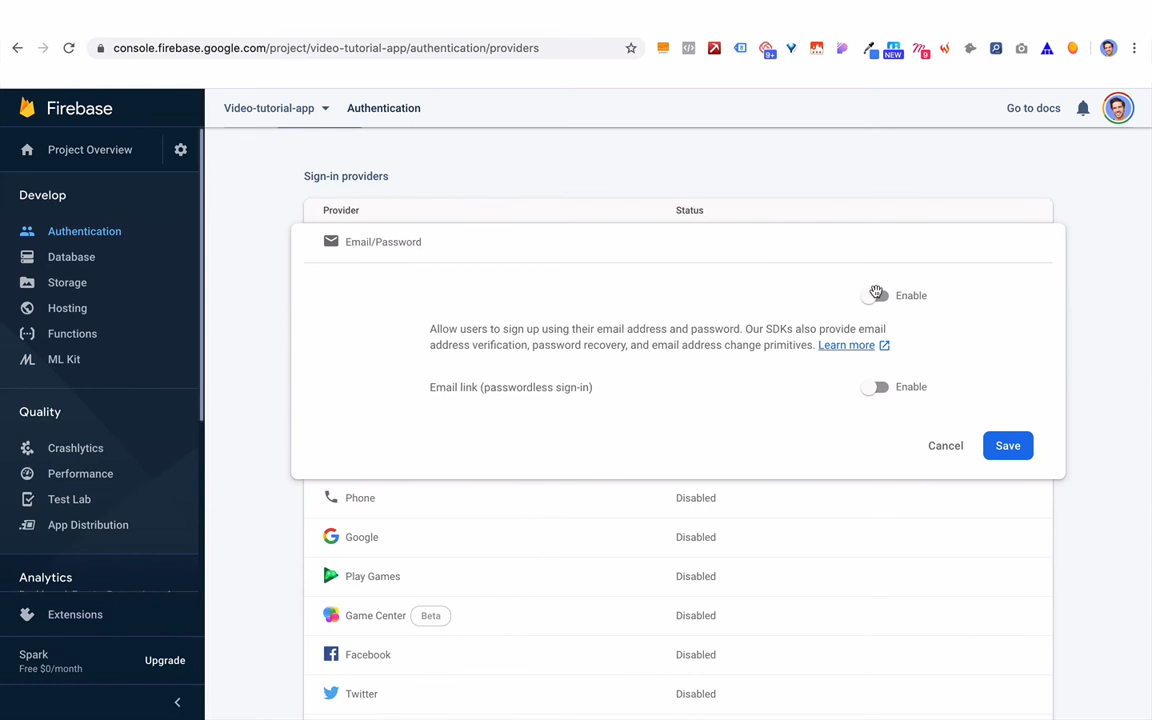 console.firebase.google.com/project/video-tutorial-app/authentication/providers
9+
NEW
9
Firebase
Video-tutorial-app
Authentication
Go to docs
Project Overview
Develop
Authentication
Database
Storage
Hosting
Functions
ML Kit
Quality
Crashlytics
Performance
Test Lab
App Distribution
Analytics
Extensions
Spark
Free $0/month
Upgrade
Sign-in providers
Provider Status
Email/Password
Enable
Allow users to sign up using their email address and password. Our SDKs also provide email
address verification, password recovery, and email address change primitives. Learn more
Email link (passwordless sign-in) Enable
Cancel Save
Phone Disabled
Google Disabled
Play Games Disabled
Game Center Beta Disabled
Facebook Disabled
Twitter Disabled